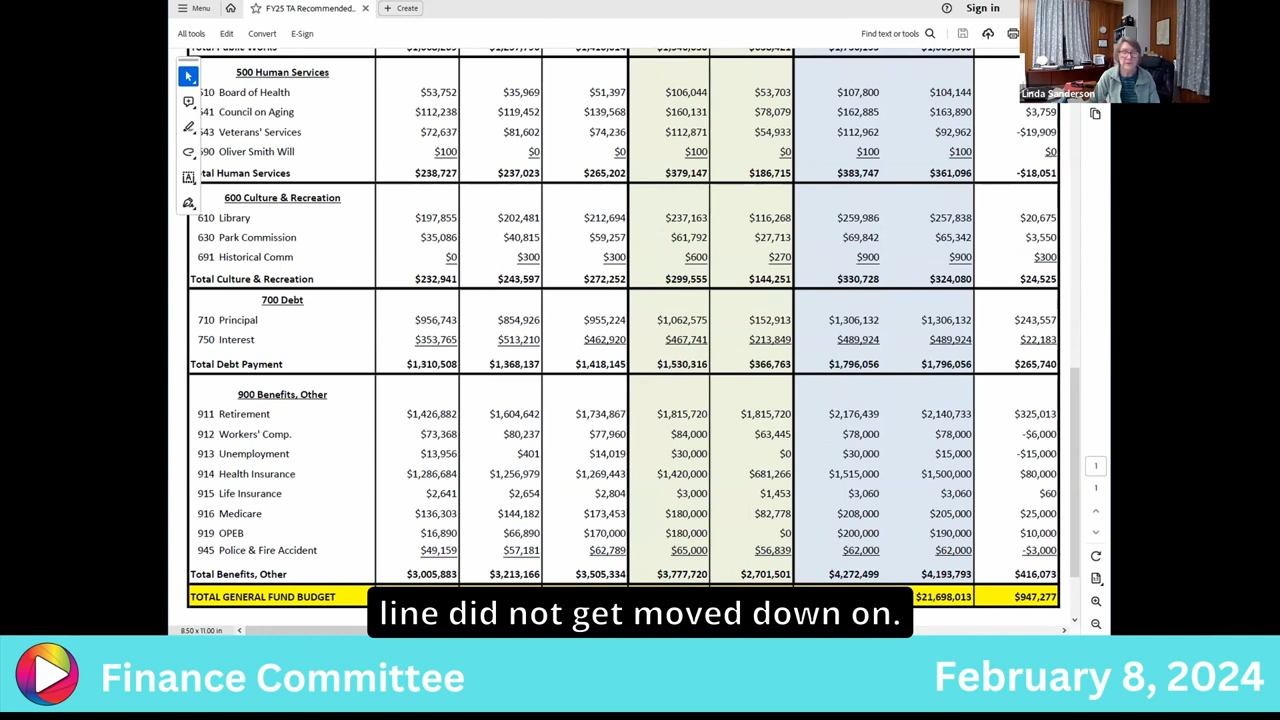 Menu FY25 TA Recommended... Create Sign in
All tools Edit Convert E-Sign Find text or tools
500 Human Services
Board of Health $53,752 $35,969 $51,397 $106,044 $53,703 $107,800 $104,144
Linda Sanderson
Council on Aging $112,238 $119,452 $139,568 $160,131 $78,079 $162,885 $163,890 $3,759
Veterans' Services $72,637 $81,602 $74,236 $112,871 $54,933 $112,962 $92,962 -$19,909
Oliver Smith Will $100 $0 $0 $100 $0 $100 $100 $0
Human Services $238,727 $237,023 $265,202 $379,147 $186,715 $383,747 $361,096 -$18,051
600 Culture & Recreation
610 Library $197,855 $202,481 $212,694 $237,163 $116,268 $259,986 $257,838 $20,675
630 Park Commission $35,086 $40,815 $59,257 $61,792 $27,713 $69,842 $65,342 $3,550
691 Historical Comm $0 $300 $300 $600 $270 $900 $900 $300
Total Culture & Recreation $232,941 $243,597 $272,252 $299,555 $144,251 $330,728 $324,080 $24,525
700 Debt
710 Principal $956,743 $854,926 $955,224 $1,062,575 $152,913 $1,306,132 $1,306,132 $243,557
750 Interest $353,765 $513,210 $462,920 $467,741 $213,849 $489,924 $489,924 $22,183
Total Debt Payment $1,310,508 $1,368,137 $1,418,145 $1,530,316 $366,763 $1,796,056 $1,796,056 $265,740
900 Benefits, Other
911 Retirement $1,426,882 $1,604,642 $1,734,867 $1,815,720 $1,815,720 $2,176,439 $2,140,733 $325,013
912 Workers' Comp. $73,368 $80,237 $77,960 $84,000 $63,445 $78,000 $78,000 -$6,000
913 Unemployment $13,956 $401 $14,019 $30,000 $0 $30,000 $15,000 -$15,000
914 Health Insurance $1,286,684 $1,256,979 $1,269,443 $1,420,000 $681,266 $1,515,000 $1,500,000 $80,000
915 Life Insurance $2,641 $2,654 $2,804 $3,000 $1,453 $3,060 $3,060 $60
916 Medicare $136,303 $144,182 $173,453 $180,000 $82,778 $208,000 $205,000 $25,000
919 OPEB $16,890 $66,890 $170,000 $180,000 $0 $200,000 $190,000 $10,000
945 Police & Fire Accident $49,159 $57,181 $62,789 $65,000 $56,839 $62,000 $62,000 -$3,000
Total Benefits, Other $3,005,883 $3,213,166 $3,505,334 $3,777,720 $2,701,501 $4,272,499 $4,193,793 $416,073
TOTAL GENERAL FUND BUDGET $21,698,013 $947,277
line did not get moved down on.
8.50 x 11.00 in
1
1
Finance Committee
February 8, 2024